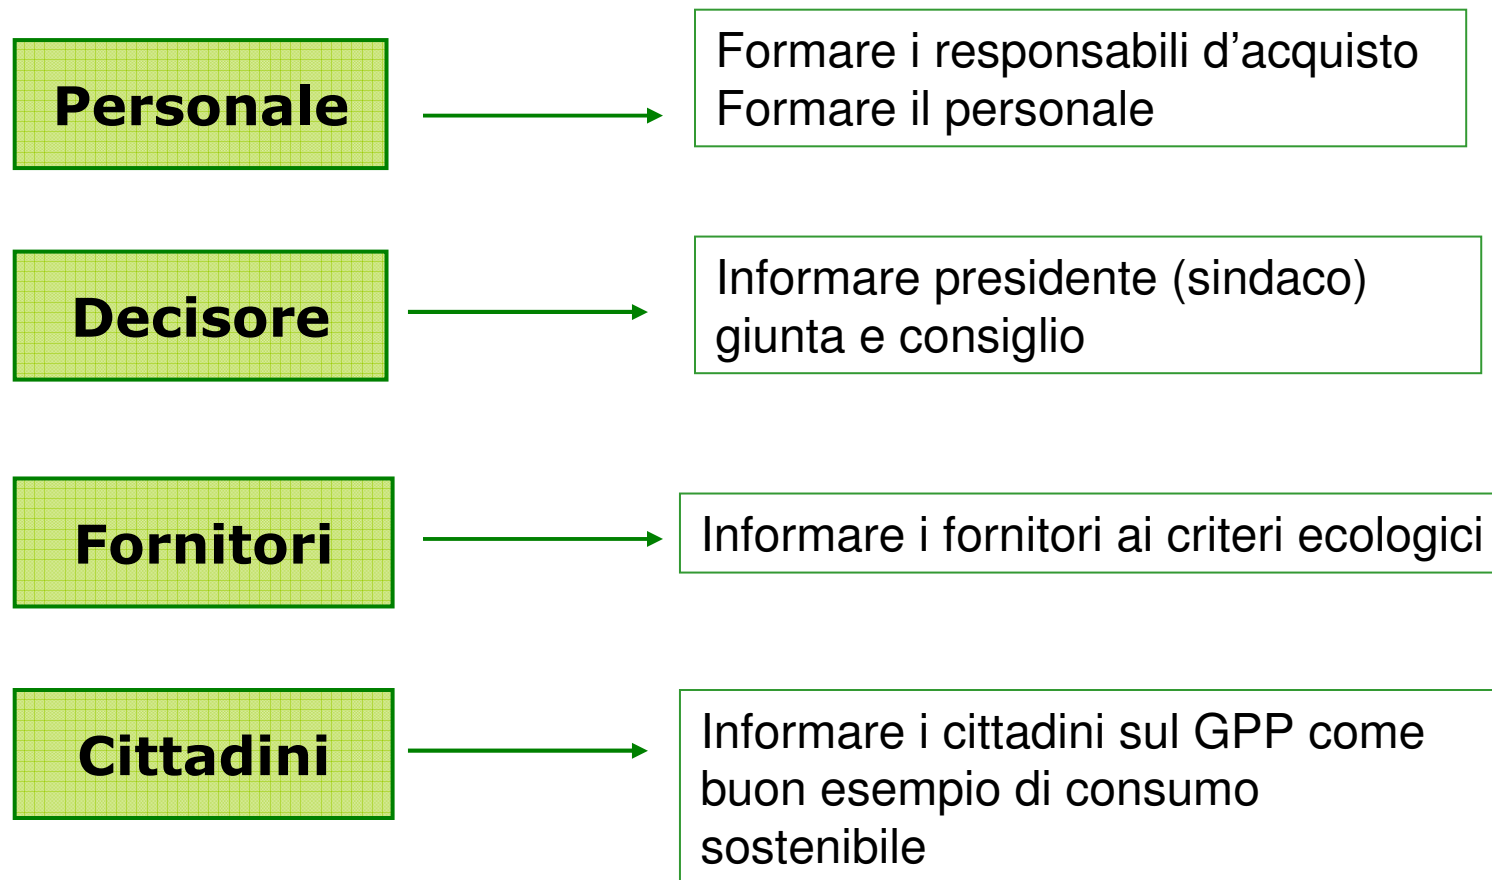 Personale
Formare i responsabili d'acquisto
Formare il personale
Decisore
Informare presidente (sindaco)
giunta e consiglio
Fornitori
Informare i fornitori ai criteri ecologici
Cittadini
Informare i cittadini sul GPP come
buon esempio di consumo
sostenibile